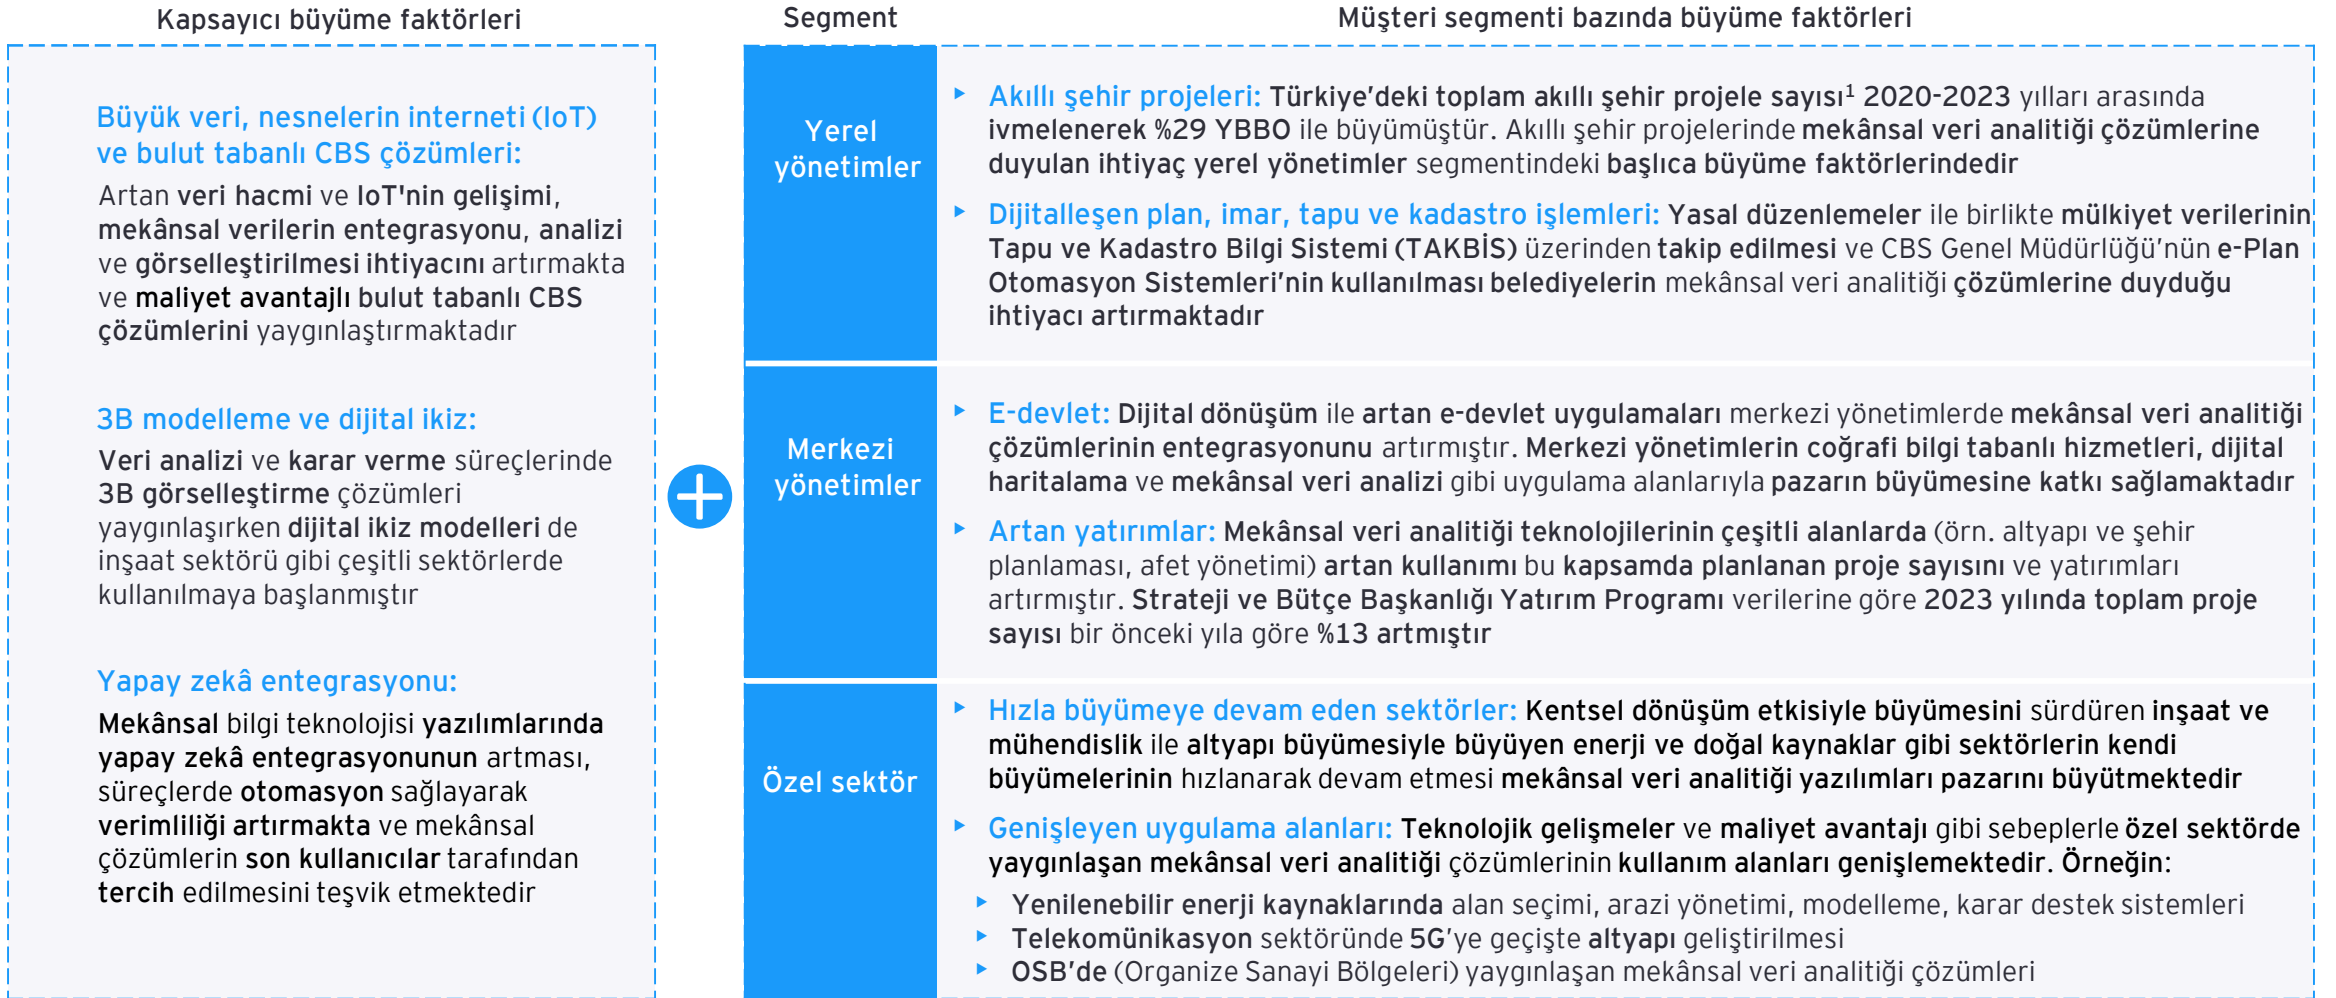 Kapsayıcı büyüme faktörleri
Büyük veri, nesnelerin interneti (IoT)
ve bulut tabanlı CBS çözümleri:
Artan veri hacmi ve IoT'nin gelişimi,
mekânsal verilerin entegrasyonu, analizi
ve görselleştirilmesi ihtiyacını artırmakta
ve maliyet avantajlı bulut tabanlı CBS
çözümlerini yaygınlaştırmaktadır
3B modelleme ve dijital ikiz:
Veri analizi ve karar verme süreçlerinde
3B görselleştirme çözümleri
yaygınlaşırken dijital ikiz modelleri de
inşaat sektörü gibi çeşitli sektörlerde
kullanılmaya başlanmıştır
Yapay zekâ entegrasyonu:
Mekânsal bilgi teknolojisi yazılımlarında
yapay zekâ entegrasyonunun artması,
süreçlerde otomasyon sağlayarak
verimliliği artırmakta ve mekânsal
çözümlerin son kullanıcılar tarafından
tercih edilmesini teşvik etmektedir
Segment
Müşteri segmenti bazında büyüme faktörleri
Yerel
yönetimler
▸ Akıllı şehir projeleri: Türkiye’deki toplam akıllı şehir projele sayısı¹ 2020-2023 yılları arasında
ivmelenerek %29 YBBO ile büyümüştür. Akıllı şehir projelerinde mekânsal veri analitiği çözümlerine
duyulan ihtiyaç yerel yönetimler segmentindeki başlıca büyüme faktörlerindedir
▸ Dijitalleşen plan, imar, tapu ve kadastro işlemleri: Yasal düzenlemeler ile birlikte mülkiyet verilerinin
Tapu ve Kadastro Bilgi Sistemi (TAKBİS) üzerinden takip edilmesi ve CBS Genel Müdürlüğü’nün e-Plan
Otomasyon Sistemleri’nin kullanılması belediyelerin mekânsal veri analitiği çözümlerine duyduğu
ihtiyacı artırmaktadır
Merkezi
yönetimler
▸ E-devlet: Dijital dönüşüm ile artan e-devlet uygulamaları merkezi yönetimlerde mekânsal veri analitiği
çözümlerinin entegrasyonunu artırmıştır. Merkezi yönetimlerin coğrafi bilgi tabanlı hizmetleri, dijital
haritalama ve mekânsal veri analizi gibi uygulama alanlarıyla pazarın büyümesine katkı sağlamaktadır
▸ Artan yatırımlar: Mekânsal veri analitiği teknolojilerinin çeşitli alanlarda (örn. altyapı ve şehir
planlaması, afet yönetimi) artan kullanımı bu kapsamda planlanan proje sayısını ve yatırımları
artırmıştır. Strateji ve Bütçe Başkanlığı Yatırım Programı verilerine göre 2023 yılında toplam proje
sayısı bir önceki yıla göre %13 artmıştır
Özel sektör
▸ Hızla büyümeye devam eden sektörler: Kentsel dönüşüm etkisiyle büyümesini sürdüren inşaat ve
mühendislik ile altyapı büyümesiyle büyüyen enerji ve doğal kaynaklar gibi sektörlerin kendi
büyümelerinin hızlanarak devam etmesi mekânsal veri analitiği yazılımları pazarını büyütmektedir
▸ Genişleyen uygulama alanları: Teknolojik gelişmeler ve maliyet avantajı gibi sebeplerle özel sektörde
yaygınlaşan mekânsal veri analitiği çözümlerinin kullanım alanları genişlemektedir. Örneğin:
▸ Yenilenebilir enerji kaynaklarında alan seçimi, arazi yönetimi, modelleme, karar destek sistemleri
▸ Telekomünikasyon sektöründe 5G’ye geçişte altyapı geliştirilmesi
▸ OSB’de (Organize Sanayi Bölgeleri) yaygınlaşan mekânsal veri analitiği çözümleri